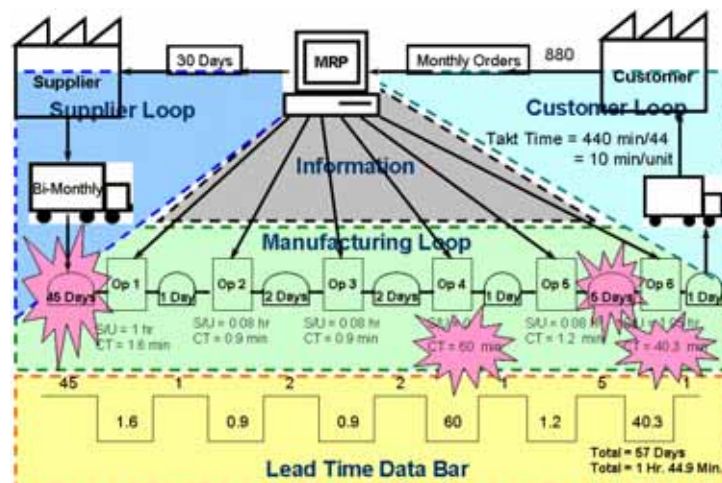 30 Days
MRP
Monthly Orders
880
Supplier
Customer
Supplier Loop
Customer Loop
Takt Time = 440 min/44
= 10 min/unit
Information
Bi-Monthly
Manufacturing Loop
45 Days
Op 1
1 Day
Op 2
2 Days
Op 3
2 Days
Op 4
1 Day
Op 5
5 Days
Op 6
1 Day
S/U = 1 hr
CT = 1.6 min
S/U = 0.08 hr
CT = 0.9 min
S/U = 0.08 hr
CT = 0.9 min
CT = 60 min
S/U = 0.08 hr
CT = 1.2 min
CT = 40.3 min
45 1 2 2 1 5 1
1.6 0.9 0.9 60 1.2 40.3
Total = 57 Days
Total = 1 Hr. 44.9 Min.
Lead Time Data Bar